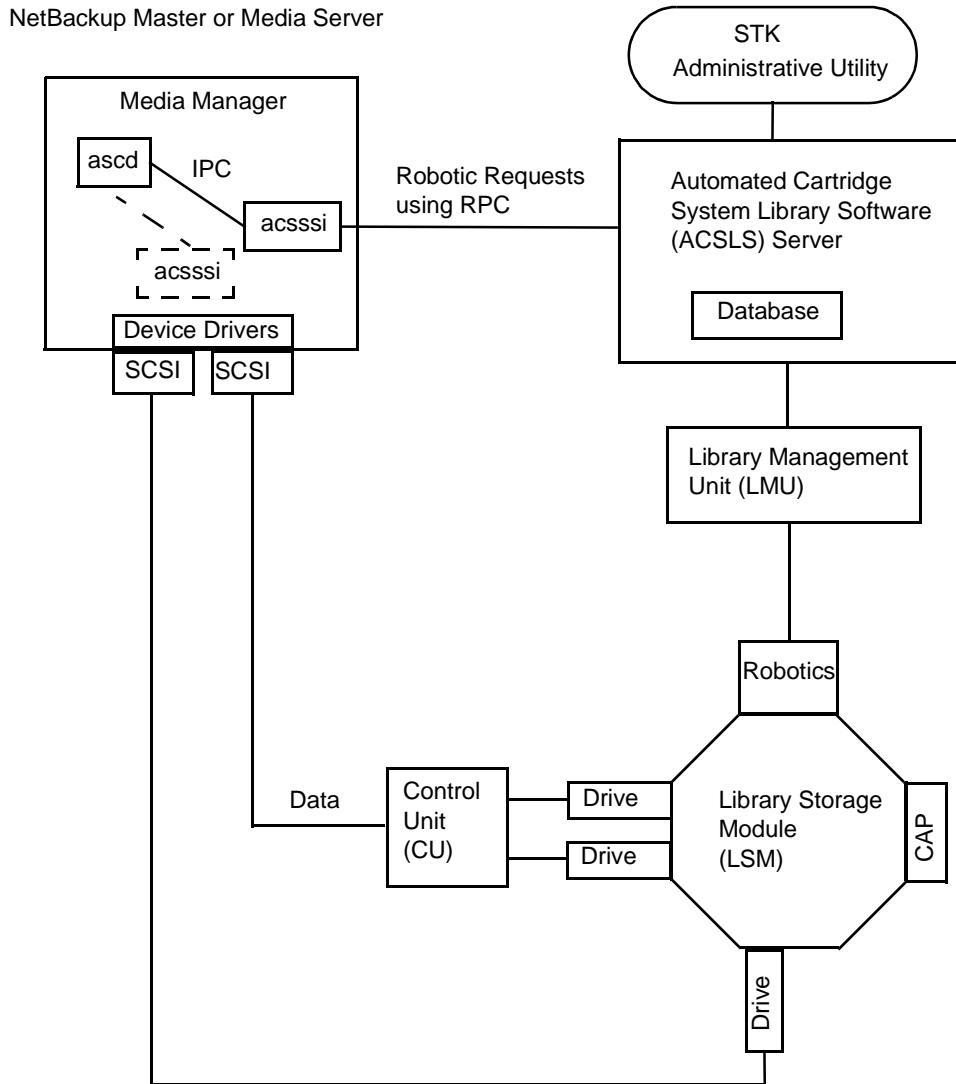 NetBackup Master or Media Server
STK
Administrative Utility
Media Manager
ascd
IPC
acsssi
acsssi
Device Drivers
SCSI
SCSI
Robotic Requests
using RPC
Automated Cartridge
System Library Software
(ACSLS) Server
Database
Library Management
Unit (LMU)
Robotics
Data
Control
Unit
(CU)
Drive
Drive
Library Storage
Module
(LSM)
CAP
Drive